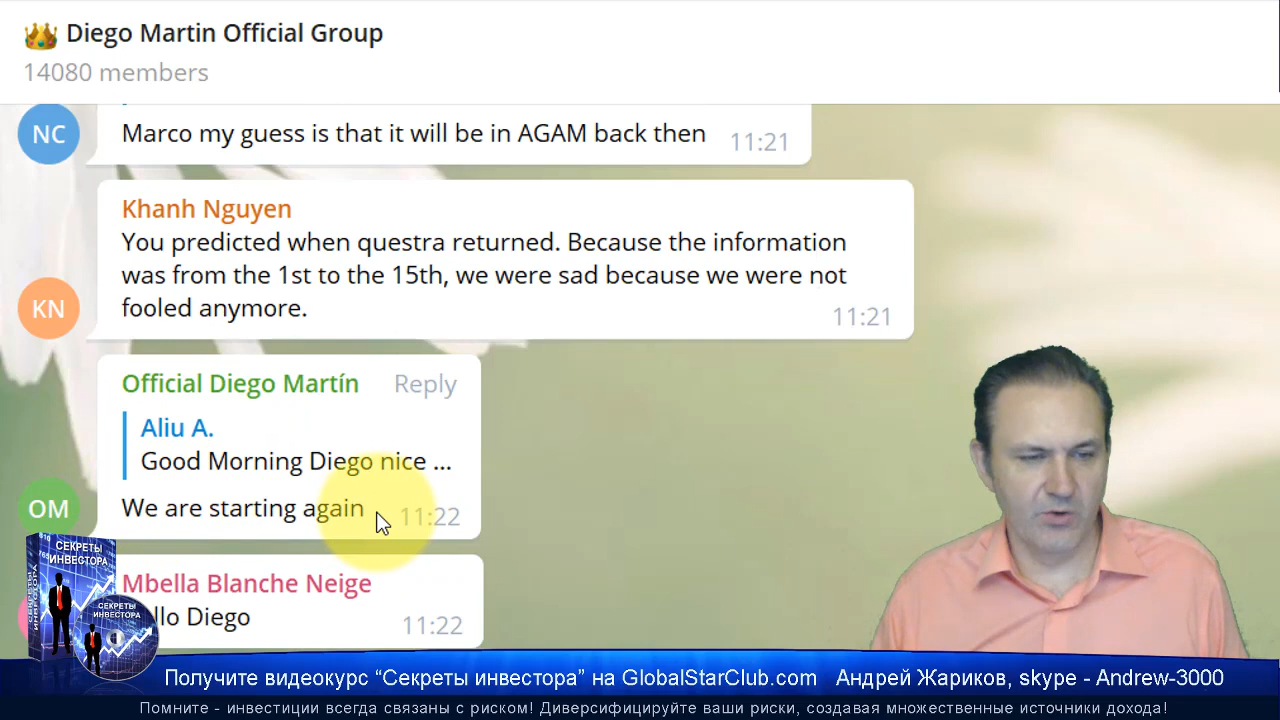 Diego Martin Official Group
14080 members
NC
Marco my guess is that it will be in AGAM back then
11:21
Khanh Nguyen
You predicted when questra returned. Because the information
was from the 1st to the 15th, we were sad because we were not
fooled anymore.
KN
11:21
Official Diego Martín Reply
Aliu A.
Good Morning Diego nice ...
OM
We are starting again
11:22
Mbella Blanche Neige
llo Diego
11:22
СЕКРЕТЫ
ИНВЕСТОРА
СЕКРЕТЫ
ИНВЕСТОРА
СЕКРЕТЫ
ИНВЕСТОРА
Получите видеокурс “Секреты инвестора” на GlobalStarClub.com Андрей Жариков, skype - Andrew-3000
Помните - инвестиции всегда связаны с риском! Диверсифицируйте ваши риски, создавая множественные источники дохода!